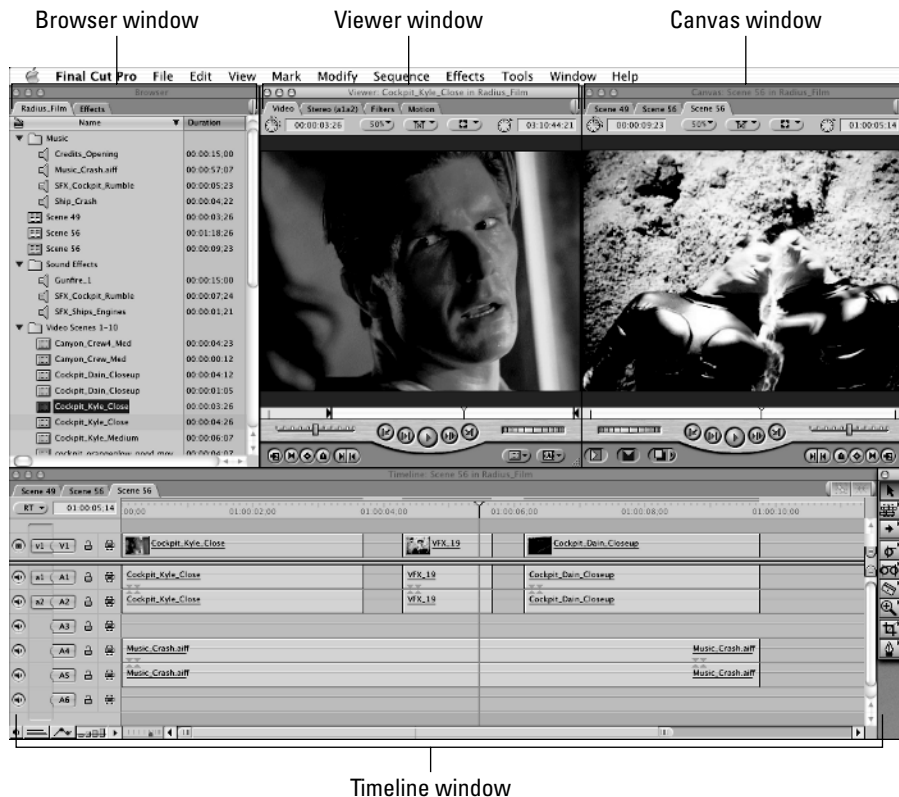 Browser window Viewer window Canvas window
Final Cut Pro File Edit View Mark Modify Sequence Effects Tools Window Help
Browser
Radius_Film Effects
Name Duration
Music
Credits_Opening 00:00:15;00
Music_Crash.aiff 00:00:57;07
SFX_Cockpit_Rumble 00:00:05;23
Ship_Crash 00:00:04;22
Scene 49 00:00:03;26
Scene 56 00:01:18;26
Scene 56 00:00:09;23
Sound Effects
Gunfire_1 00:00:15:00
SFX_Cockpit_Rumble 00:00:07;24
SFX_Ships_Engines 00:00:01;21
Video Scenes 1-10
Canyon_Crew4_Med 00:00:04:23
Canyon_Crew_Med 00:00:00:12
Cockpit_Dain_Closeup 00:00:04:12
Cockpit_Dain_Closeup 00:00:01:05
Cockpit_Kyle_Close 00:00:03:26
Cockpit_Kyle_Close 00:00:04:26
Cockpit_Kyle_Medium 00:00:06:07
Viewer: Cockpit_Kyle_Close in Radius_Film
Video Stereo (a1a2) Filters Motion
00:00:03:26 50% 03:10:44:21
Canvas: Scene 56 in Radius_Film
Scene 49 Scene 56 Scene 56
00:00:09;23 50% 01:00:05;14
Timeline: Scene 56 in Radius_Film
Scene 49 Scene 56 Scene 56
RT 01:00:05;14 00;00 01:00:02;00 01:00:04;00 01:00:06;00 01:00:08;00 01:00:10;00
v1 V1 Cockpit_Kyle_Close VFX_19 Cockpit_Dain_Closeup
a1 A1 Cockpit_Kyle_Close VFX_19 Cockpit_Dain_Closeup
a2 A2 Cockpit_Kyle_Close VFX_19 Cockpit_Dain_Closeup
A3
A4 Music_Crash.aiff Music_Crash.aiff
A5 Music_Crash.aiff Music_Crash.aiff
A6
Timeline window